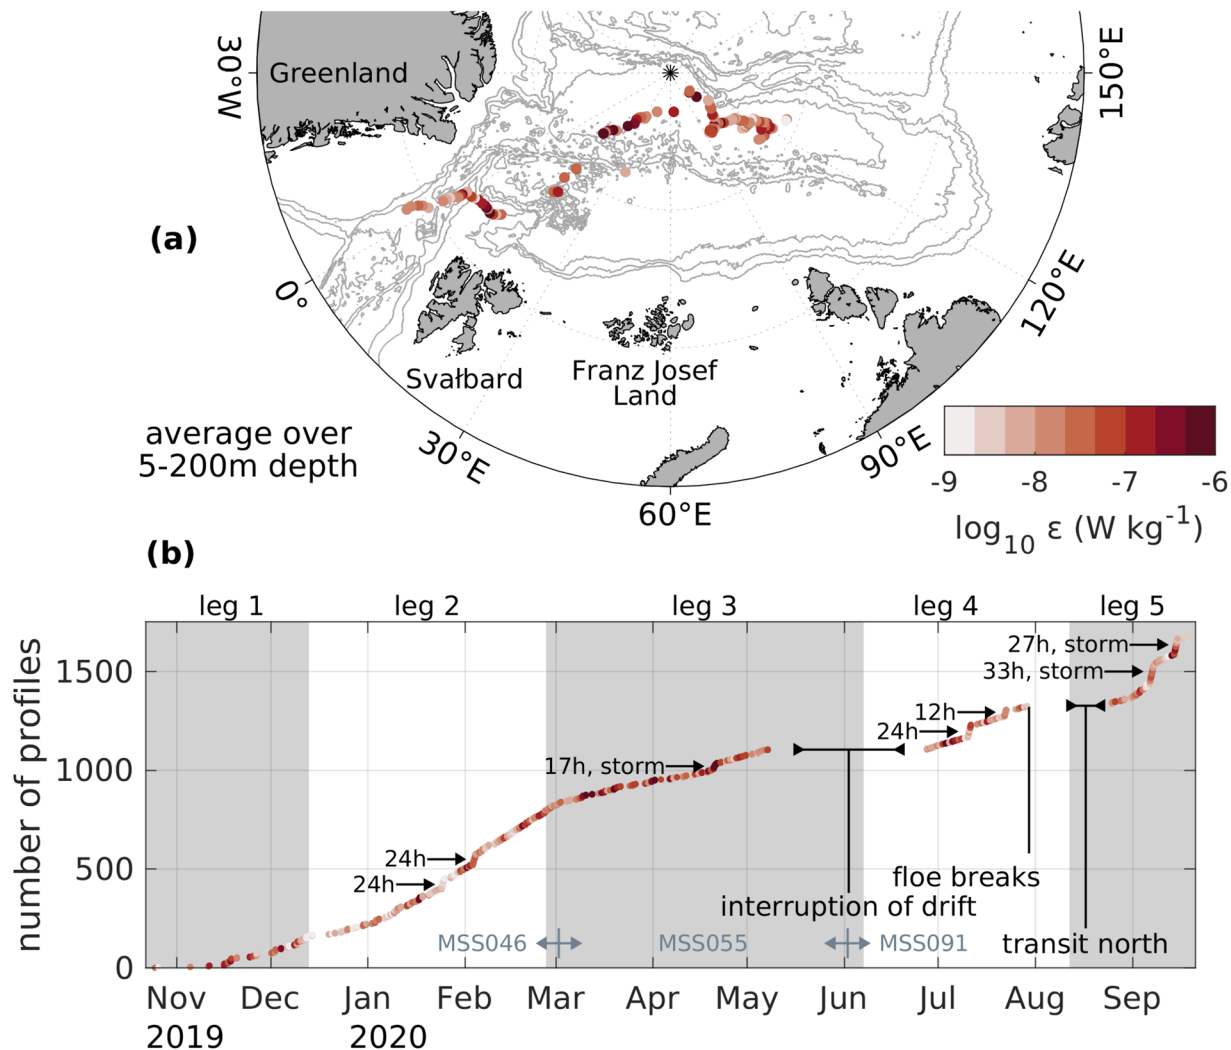 Greenland
30°W
150°E
(a)
0°
120°E
Svalbard
Franz Josef
Land
average over
5-200m depth
30°E
90°E
60°E
-9 -8 -7 -6
log10 ε (W kg-1)
(b)
leg 1 leg 2 leg 3 leg 4 leg 5
number of profiles
1500
1000
500
0
27h, storm
33h, storm
12h
24h
17h, storm
24h
24h
floe breaks
interruption of drift
transit north
MSS046 MSS055 MSS091
Nov Dec Jan Feb Mar Apr May Jun Jul Aug Sep
2019 2020